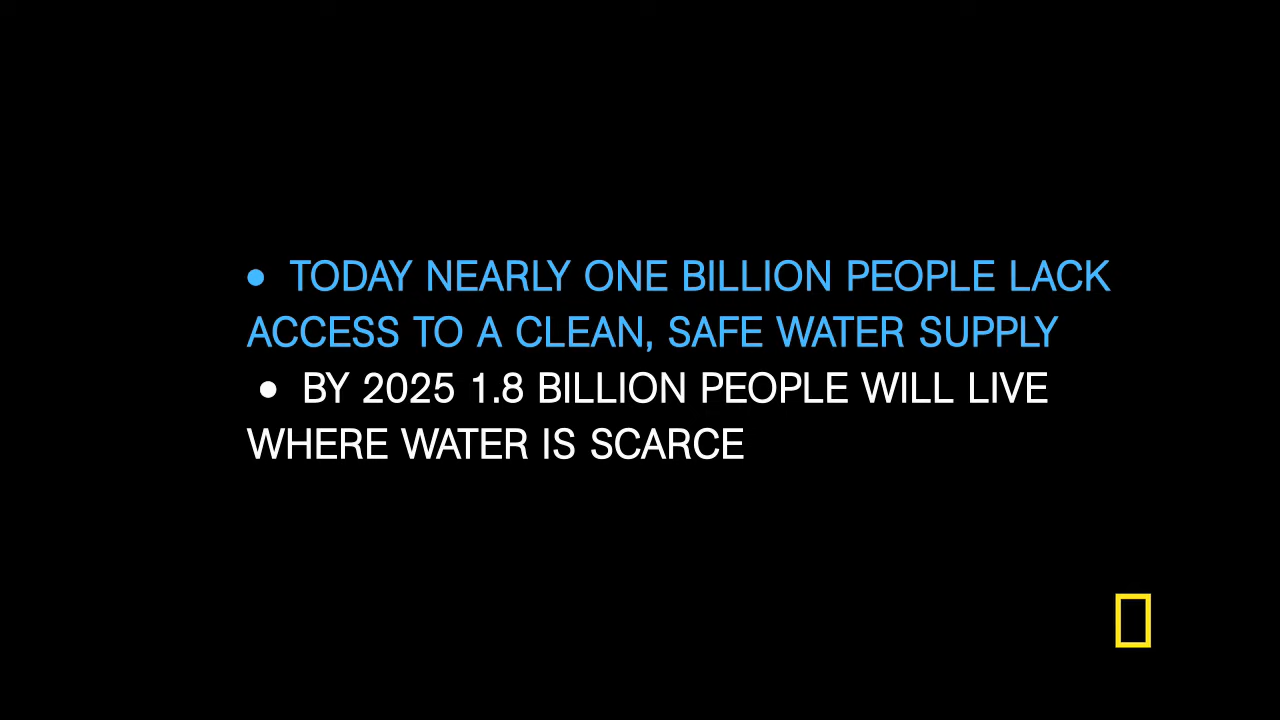 • TODAY NEARLY ONE BILLION PEOPLE LACK
ACCESS TO A CLEAN, SAFE WATER SUPPLY
• BY 2025 1.8 BILLION PEOPLE WILL LIVE
WHERE WATER IS SCARCE